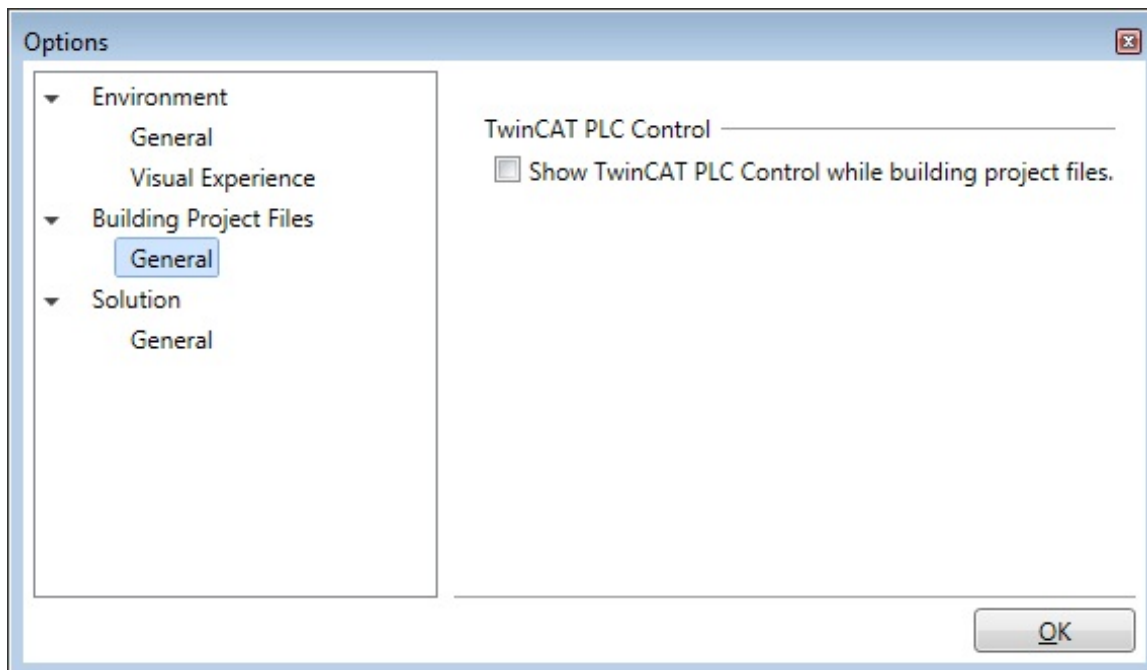 Options
Environment
General
Visual Experience
Building Project Files
General
Solution
General
TwinCAT PLC Control
Show TwinCAT PLC Control while building project files.
OK